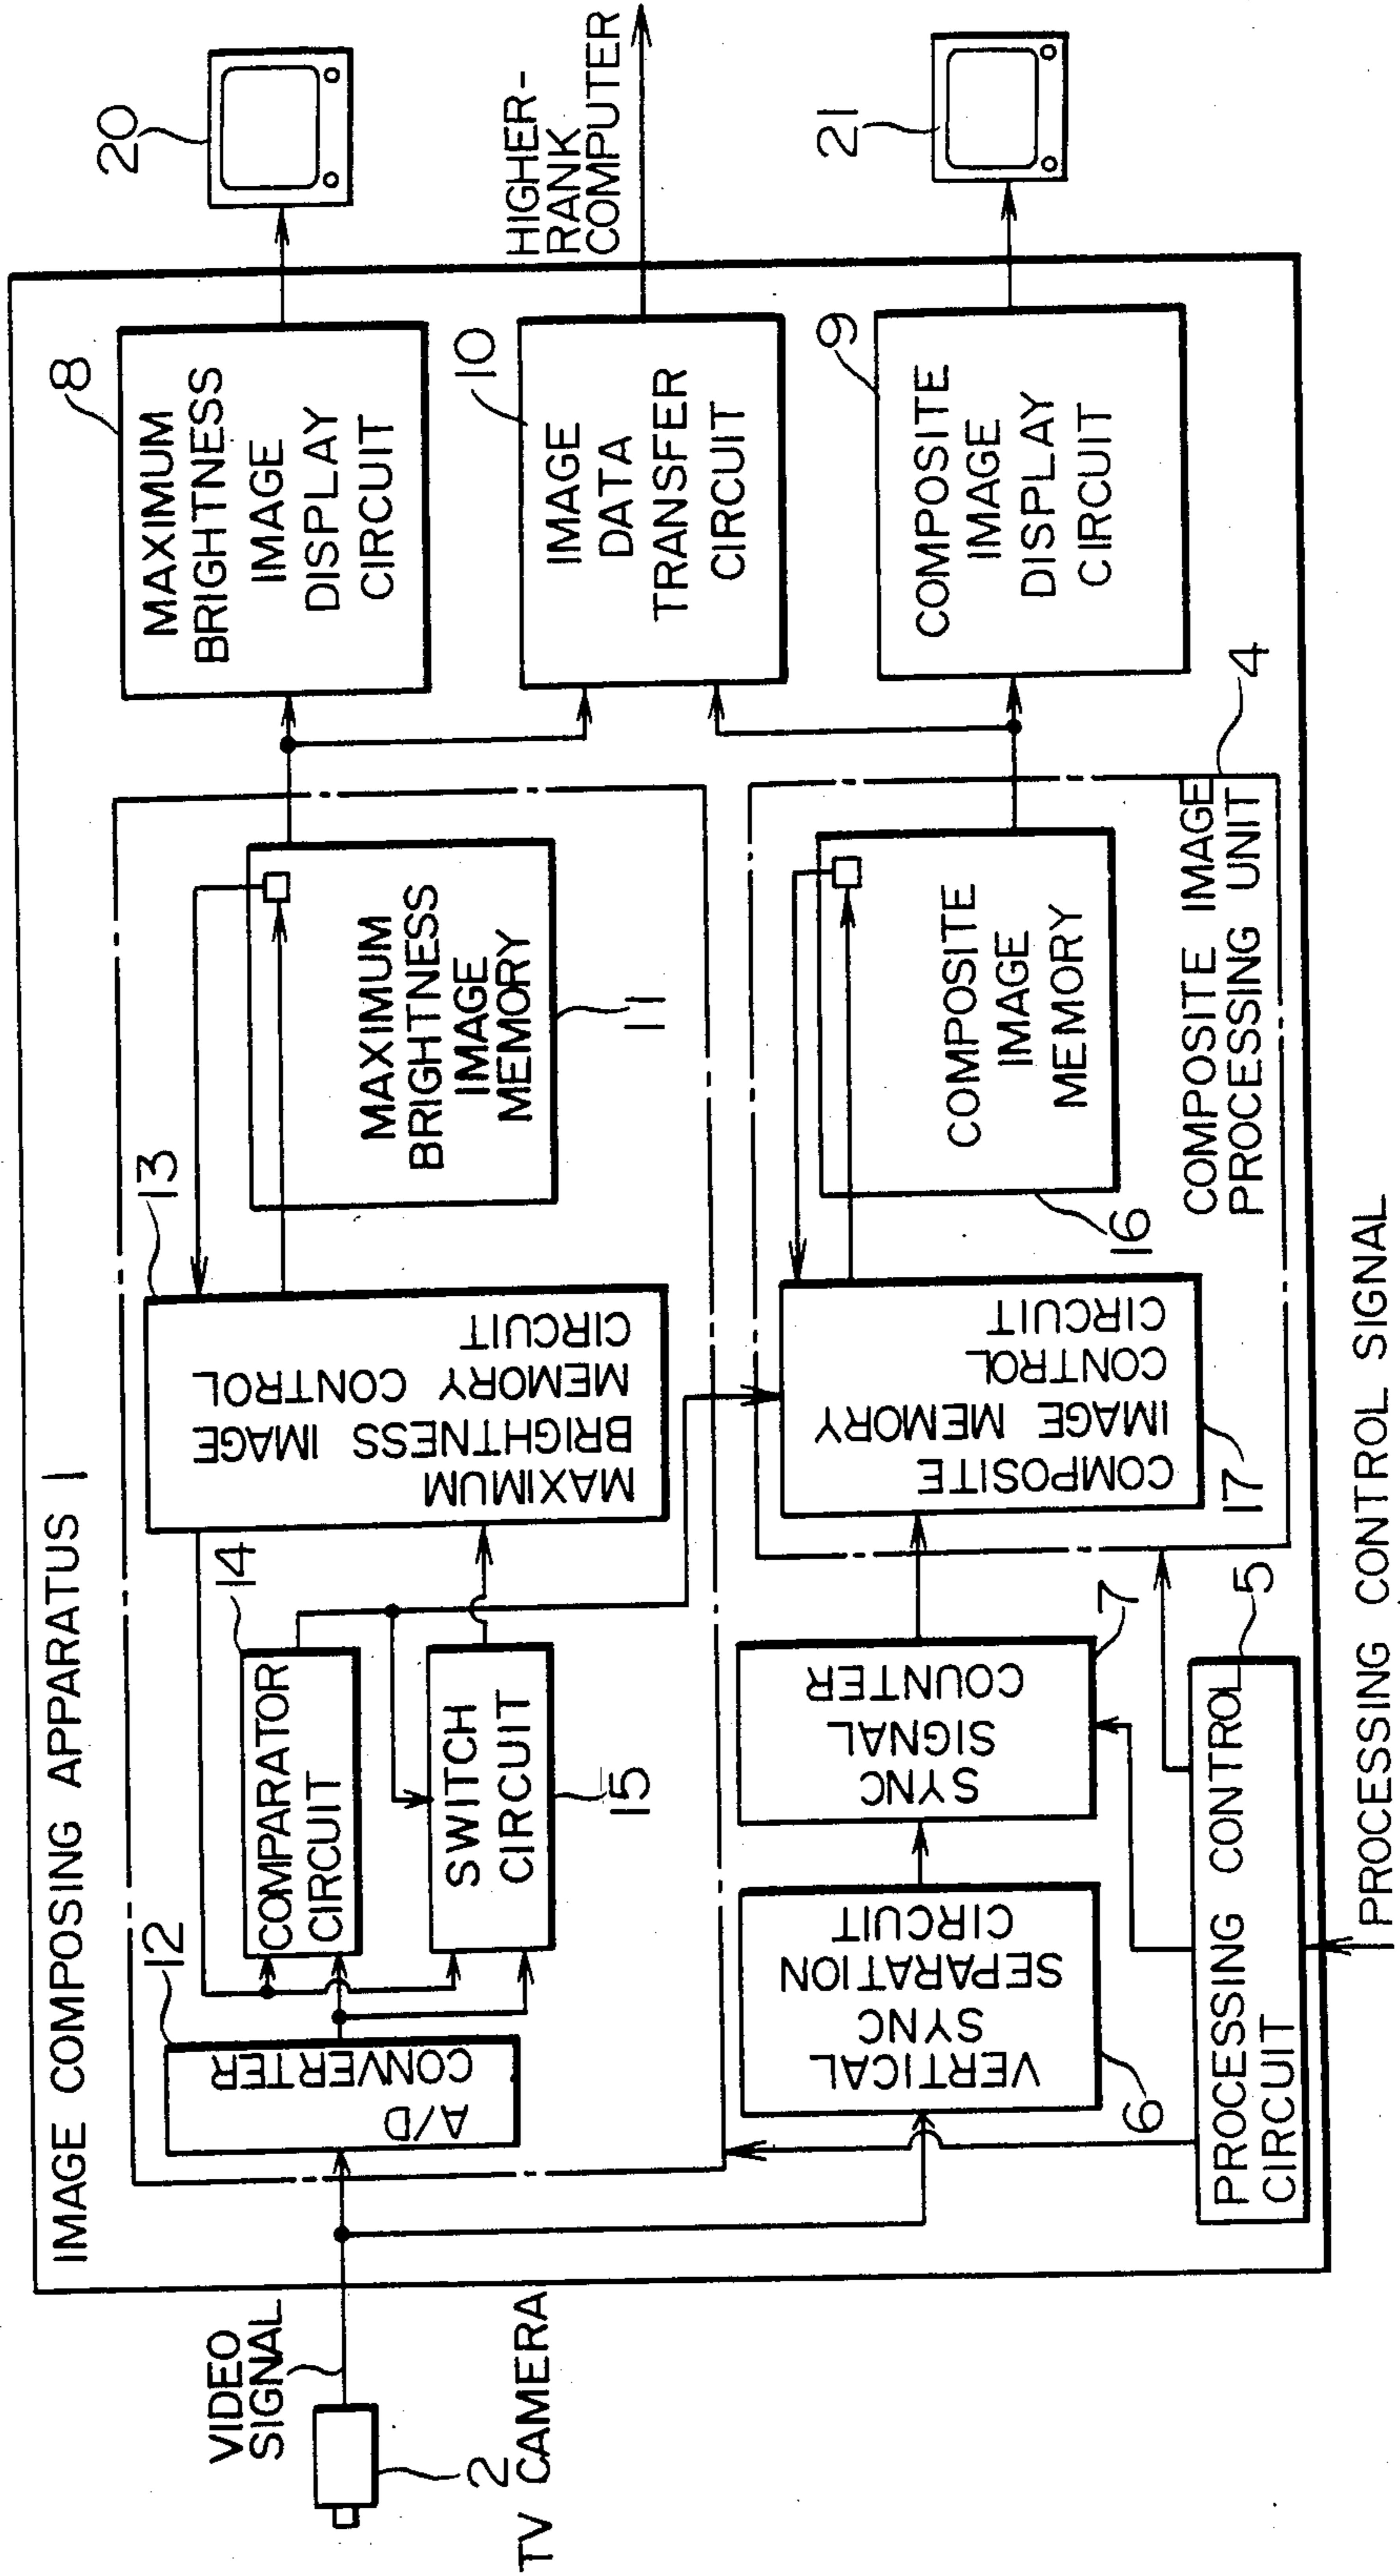 IMAGE COMPOSING APPARATUS 1
VIDEO
SIGNAL
2
TV CAMERA
12
A/D
CONVERTER
14
COMPARATOR
CIRCUIT
SWITCH
CIRCUIT
15
13
MAXIMUM
BRIGHTNESS IMAGE
MEMORY CONTROL
CIRCUIT
MAXIMUM
BRIGHTNESS
IMAGE
MEMORY
11
8
MAXIMUM
BRIGHTNESS
IMAGE
DISPLAY
CIRCUIT
20
10
IMAGE
DATA
TRANSFER
CIRCUIT
HIGHER-
RANK
COMPUTER
9
COMPOSITE
IMAGE
DISPLAY
CIRCUIT
21
VERTICAL
SYNC
SEPARATION
CIRCUIT
6
SYNC
SIGNAL
COUNTER
7
COMPOSITE
IMAGE MEMORY
CONTROL
CIRCUIT
17
COMPOSITE
IMAGE
MEMORY
16
COMPOSITE IMAGE
PROCESSING UNIT
4
PROCESSING CONTROL
CIRCUIT
5
PROCESSING CONTROL SIGNAL